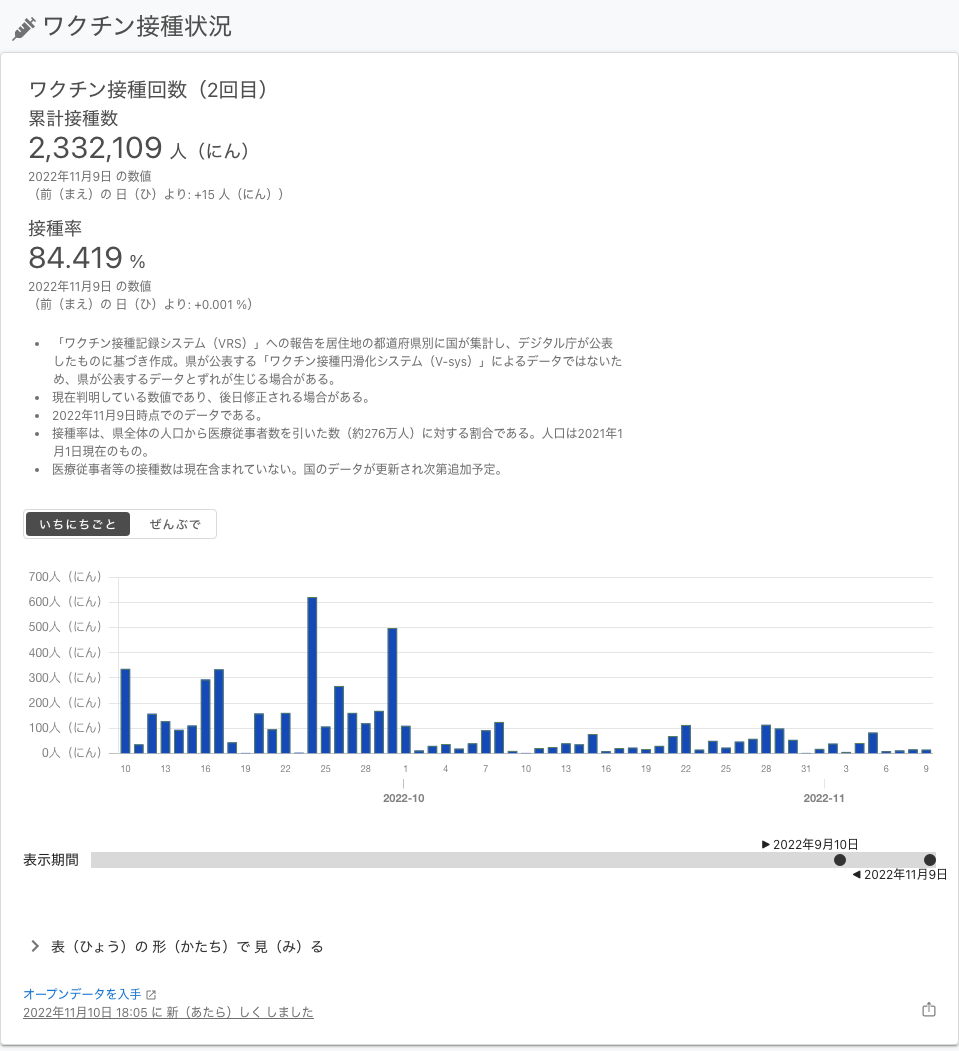 ワクチン接種状況
ワクチン接種回数（2回目）
累計接種数
2,332,109 人（にん）
2022年11月9日 の数値
（前（まえ）の 日（ひ）より: +15 人（にん））
接種率
84.419 %
2022年11月9日 の数値
（前（まえ）の 日（ひ）より: +0.001 %）
• 「ワクチン接種記録システム（VRS）」への報告を居住地の都道府県別に国が集計し、デジタル庁が公表
したものに基づき作成。県が公表する「ワクチン接種円滑化システム（V-sys）」によるデータではないた
め、県が公表するデータとずれが生じる場合がある。
• 現在判明している数値であり、後日修正される場合がある。
• 2022年11月9日時点でのデータである。
• 接種率は、県全体の人口から医療従事者数を引いた数（約276万人）に対する割合である。人口は2021年1
月1日現在のもの。
• 医療従事者等の接種数は現在含まれていない。国のデータが更新され次第追加予定。
いちにちごと ぜんぶで
700人（にん）
600人（にん）
500人（にん）
400人（にん）
300人（にん）
200人（にん）
100人（にん）
0人（にん）
10 13 16 19 22 25 28 1 4 7 10 13 16 19 22 25 28 31 3 6 9
2022-10 2022-11
2022年9月10日
表示期間
2022年11月9日
表（ひょう）の 形（かたち）で 見（み）る
オープンデータを入手
2022年11月10日 18:05 に 新（あたら）しく しました